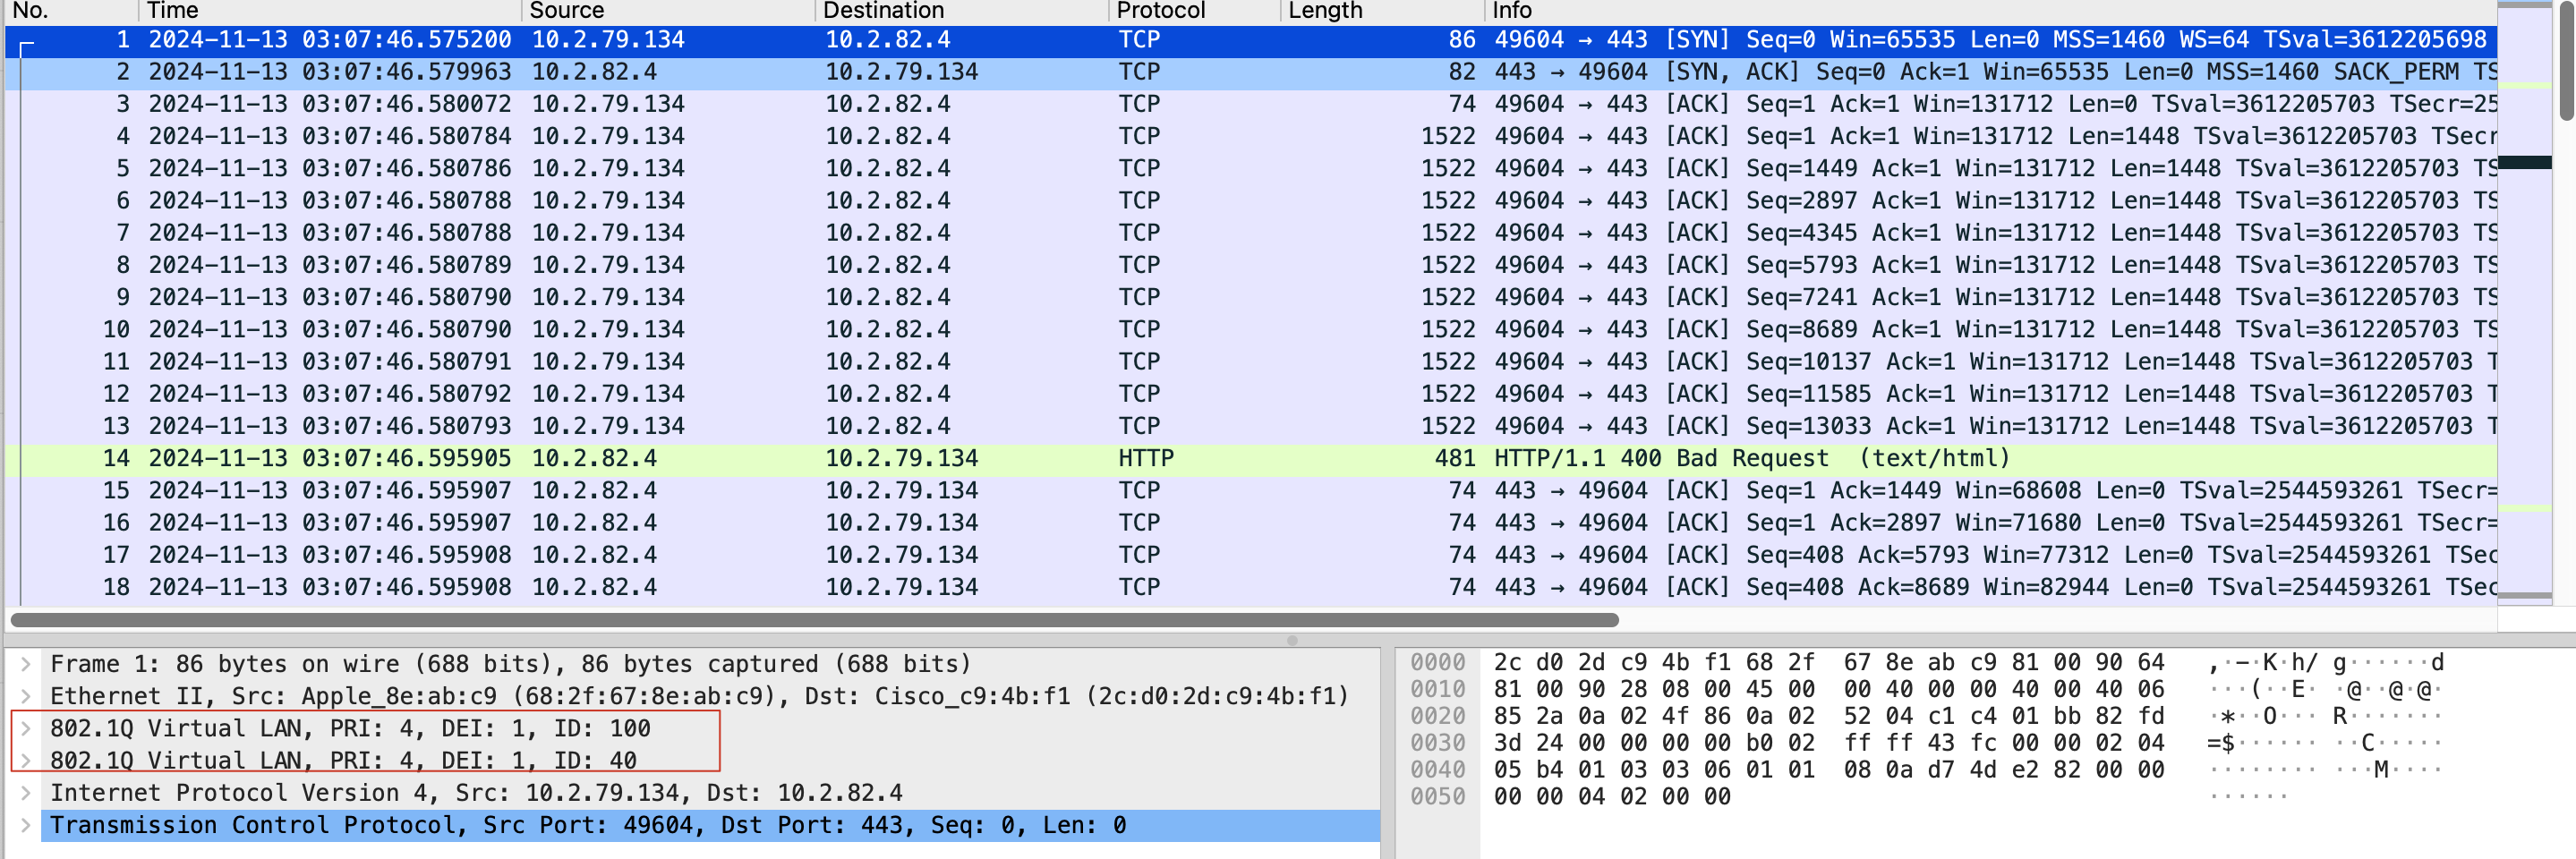 No. Time Source Destination Protocol Length Info
1 2024-11-13 03:07:46.575200 10.2.79.134 10.2.82.4 TCP 86 49604 → 443 [SYN] Seq=0 Win=65535 Len=0 MSS=1460 WS=64 TSval=3612205698
2 2024-11-13 03:07:46.579963 10.2.82.4 10.2.79.134 TCP 82 443 → 49604 [SYN, ACK] Seq=0 Ack=1 Win=65535 Len=0 MSS=1460 SACK_PERM TS
3 2024-11-13 03:07:46.580072 10.2.79.134 10.2.82.4 TCP 74 49604 → 443 [ACK] Seq=1 Ack=1 Win=131712 Len=0 TSval=3612205703 TSecr=25
4 2024-11-13 03:07:46.580784 10.2.79.134 10.2.82.4 TCP 1522 49604 → 443 [ACK] Seq=1 Ack=1 Win=131712 Len=1448 TSval=3612205703 TSecr
5 2024-11-13 03:07:46.580786 10.2.79.134 10.2.82.4 TCP 1522 49604 → 443 [ACK] Seq=1449 Ack=1 Win=131712 Len=1448 TSval=3612205703 TS
6 2024-11-13 03:07:46.580788 10.2.79.134 10.2.82.4 TCP 1522 49604 → 443 [ACK] Seq=2897 Ack=1 Win=131712 Len=1448 TSval=3612205703 TS
7 2024-11-13 03:07:46.580788 10.2.79.134 10.2.82.4 TCP 1522 49604 → 443 [ACK] Seq=4345 Ack=1 Win=131712 Len=1448 TSval=3612205703 TS
8 2024-11-13 03:07:46.580789 10.2.79.134 10.2.82.4 TCP 1522 49604 → 443 [ACK] Seq=5793 Ack=1 Win=131712 Len=1448 TSval=3612205703 TS
9 2024-11-13 03:07:46.580790 10.2.79.134 10.2.82.4 TCP 1522 49604 → 443 [ACK] Seq=7241 Ack=1 Win=131712 Len=1448 TSval=3612205703 TS
10 2024-11-13 03:07:46.580790 10.2.79.134 10.2.82.4 TCP 1522 49604 → 443 [ACK] Seq=8689 Ack=1 Win=131712 Len=1448 TSval=3612205703 TS
11 2024-11-13 03:07:46.580791 10.2.79.134 10.2.82.4 TCP 1522 49604 → 443 [ACK] Seq=10137 Ack=1 Win=131712 Len=1448 TSval=3612205703 T
12 2024-11-13 03:07:46.580792 10.2.79.134 10.2.82.4 TCP 1522 49604 → 443 [ACK] Seq=11585 Ack=1 Win=131712 Len=1448 TSval=3612205703 T
13 2024-11-13 03:07:46.580793 10.2.79.134 10.2.82.4 TCP 1522 49604 → 443 [ACK] Seq=13033 Ack=1 Win=131712 Len=1448 TSval=3612205703 T
14 2024-11-13 03:07:46.595905 10.2.82.4 10.2.79.134 HTTP 481 HTTP/1.1 400 Bad Request (text/html)
15 2024-11-13 03:07:46.595907 10.2.82.4 10.2.79.134 TCP 74 443 → 49604 [ACK] Seq=1 Ack=1449 Win=68608 Len=0 TSval=2544593261 TSecr=
16 2024-11-13 03:07:46.595907 10.2.82.4 10.2.79.134 TCP 74 443 → 49604 [ACK] Seq=1 Ack=2897 Win=71680 Len=0 TSval=2544593261 TSecr=
17 2024-11-13 03:07:46.595908 10.2.82.4 10.2.79.134 TCP 74 443 → 49604 [ACK] Seq=408 Ack=5793 Win=77312 Len=0 TSval=2544593261 TSec
18 2024-11-13 03:07:46.595908 10.2.82.4 10.2.79.134 TCP 74 443 → 49604 [ACK] Seq=408 Ack=8689 Win=82944 Len=0 TSval=2544593261 TSec
Frame 1: 86 bytes on wire (688 bits), 86 bytes captured (688 bits)
Ethernet II, Src: Apple_8e:ab:c9 (68:2f:67:8e:ab:c9), Dst: Cisco_c9:4b:f1 (2c:d0:2d:c9:4b:f1)
802.1Q Virtual LAN, PRI: 4, DEI: 1, ID: 100
802.1Q Virtual LAN, PRI: 4, DEI: 1, ID: 40
Internet Protocol Version 4, Src: 10.2.79.134, Dst: 10.2.82.4
Transmission Control Protocol, Src Port: 49604, Dst Port: 443, Seq: 0, Len: 0
0000 2c d0 2d c9 4b f1 68 2f 67 8e ab c9 81 00 90 64 ,·-·K·h/ g······d
0010 81 00 90 28 08 00 45 00 00 40 00 00 40 00 40 06 ···(··E· ·@··@·@·
0020 85 2a 0a 02 4f 86 0a 02 52 04 c1 c4 01 bb 82 fd ·*··O··· R·······
0030 3d 24 00 00 00 00 b0 02 ff ff 43 fc 00 00 02 04 =$······ ··C·····
0040 05 b4 01 03 03 06 01 01 08 0a d7 4d e2 82 00 00 ········ ···M····
0050 00 00 04 02 00 00 ······